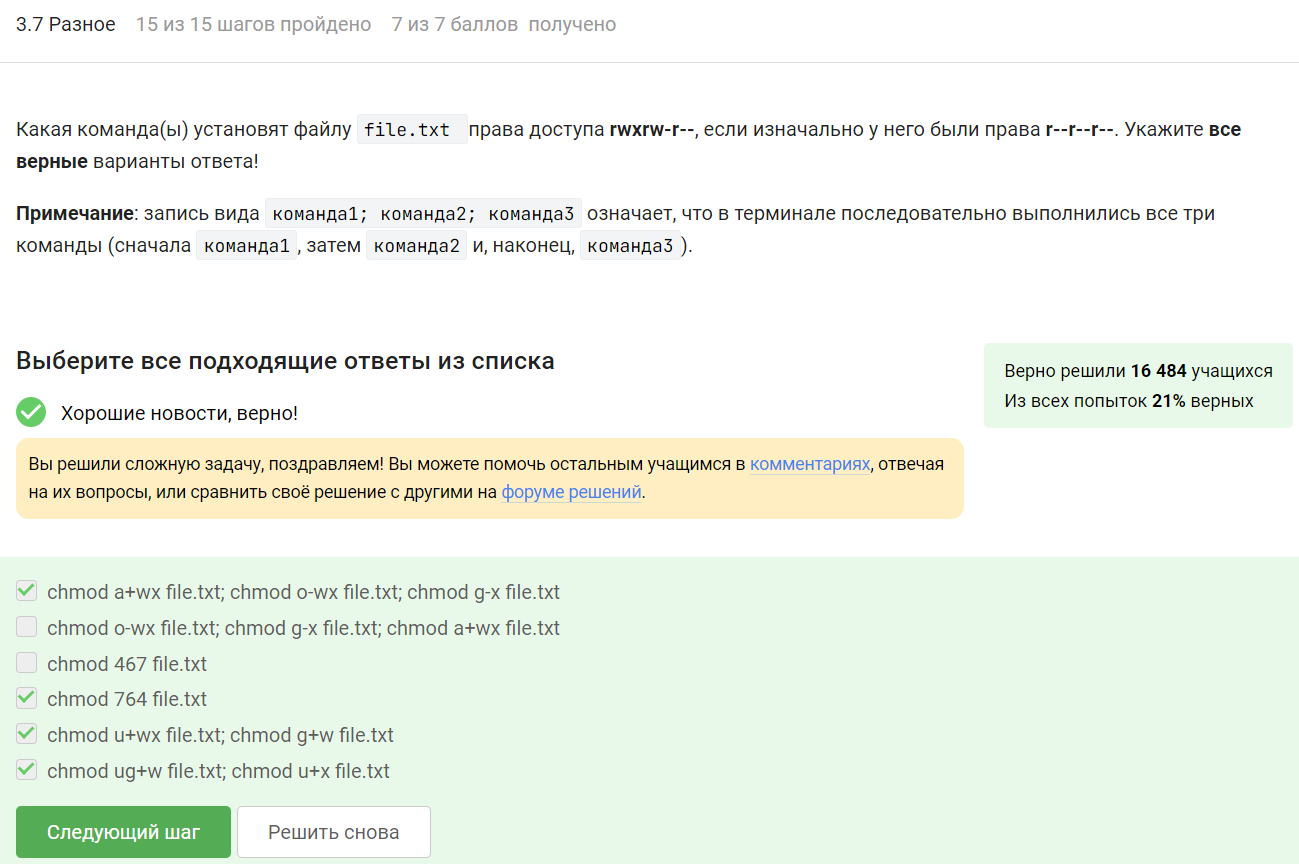 3.7 Разное 15 из 15 шагов пройдено 7 из 7 баллов получено
Какая команда(ы) установят файлу file.txt права доступа rwxrw-r--, если изначально у него были права r--r--r--. Укажите все
верные варианты ответа!
Примечание: запись вида команда1; команда2; команда3 означает, что в терминале последовательно выполнились все три
команды (сначала команда1, затем команда2 и, наконец, команда3).
Выберите все подходящие ответы из списка
Верно решили 16 484 учащихся
Из всех попыток 21% верных
Хорошие новости, верно!
Вы решили сложную задачу, поздравляем! Вы можете помочь остальным учащимся в комментариях, отвечая
на их вопросы, или сравнить своё решение с другими на форуме решений.
chmod a+wx file.txt; chmod o-wx file.txt; chmod g-x file.txt
chmod o-wx file.txt; chmod g-x file.txt; chmod a+wx file.txt
chmod 467 file.txt
chmod 764 file.txt
chmod u+wx file.txt; chmod g+w file.txt
chmod ug+w file.txt; chmod u+x file.txt
Следующий шаг Решить снова